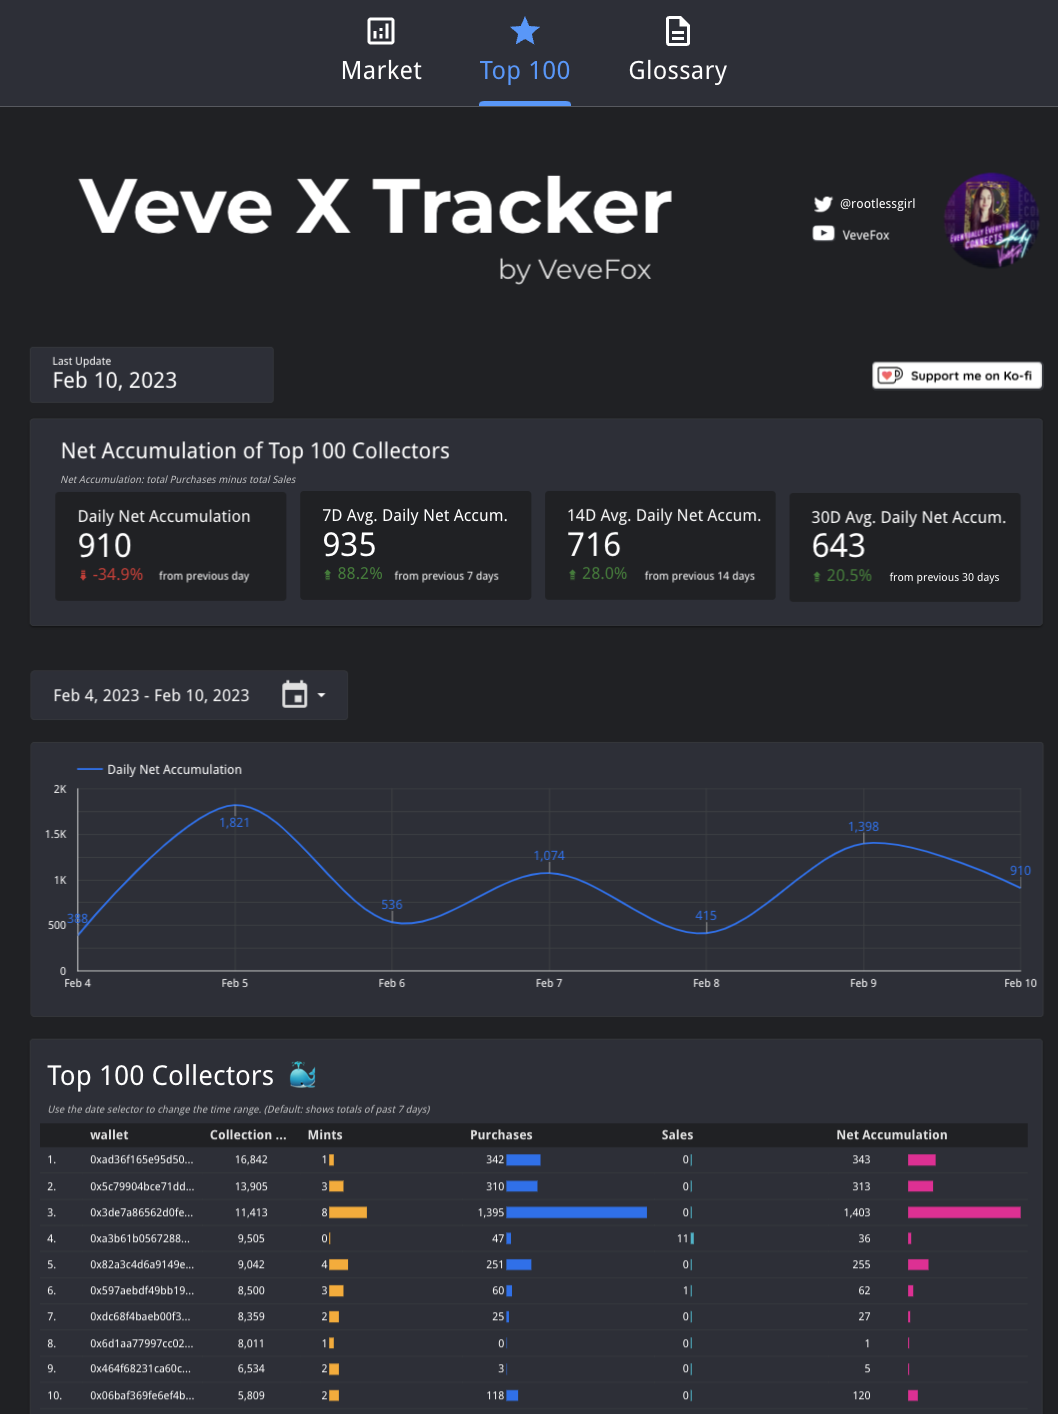 Market Top 100 Glossary
Veve X Tracker
by VeveFox
@rootlessgirl
VeveFox
EVENTUALLY EVERYTHING
CONNECTS
Last Update
Feb 10, 2023
Support me on Ko-fi
Net Accumulation of Top 100 Collectors
Net Accumulation: total Purchases minus total Sales
Daily Net Accumulation
910
-34.9% from previous day
7D Avg. Daily Net Accum.
935
88.2% from previous 7 days
14D Avg. Daily Net Accum.
716
28.0% from previous 14 days
30D Avg. Daily Net Accum.
643
20.5% from previous 30 days
Feb 4, 2023 - Feb 10, 2023
Daily Net Accumulation
2K
1.5K
1K
500
0
388
1,821
536
1,074
415
1,398
910
Feb 4 Feb 5 Feb 6 Feb 7 Feb 8 Feb 9 Feb 10
Top 100 Collectors
Use the date selector to change the time range. (Default: shows totals of past 7 days)
wallet Collection ... Mints Purchases Sales Net Accumulation
1. 0xad36f165e95d50... 16,842 1 342 0 343
2. 0x5c79904bce71dd... 13,905 3 310 0 313
3. 0x3de7a86562d0fe... 11,413 8 1,395 0 1,403
4. 0xa3b61b0567288... 9,505 0 47 11 36
5. 0x82a3c4d6a9149e... 9,042 4 251 0 255
6. 0x597aebdf49bb19... 8,500 3 60 1 62
7. 0xdc68f4baeb00f3... 8,359 2 25 0 27
8. 0x6d1aa77997cc02... 8,011 1 0 0 1
9. 0x464f68231ca60c... 6,534 2 3 0 5
10. 0x06baf369fe6ef4b... 5,809 2 118 0 120